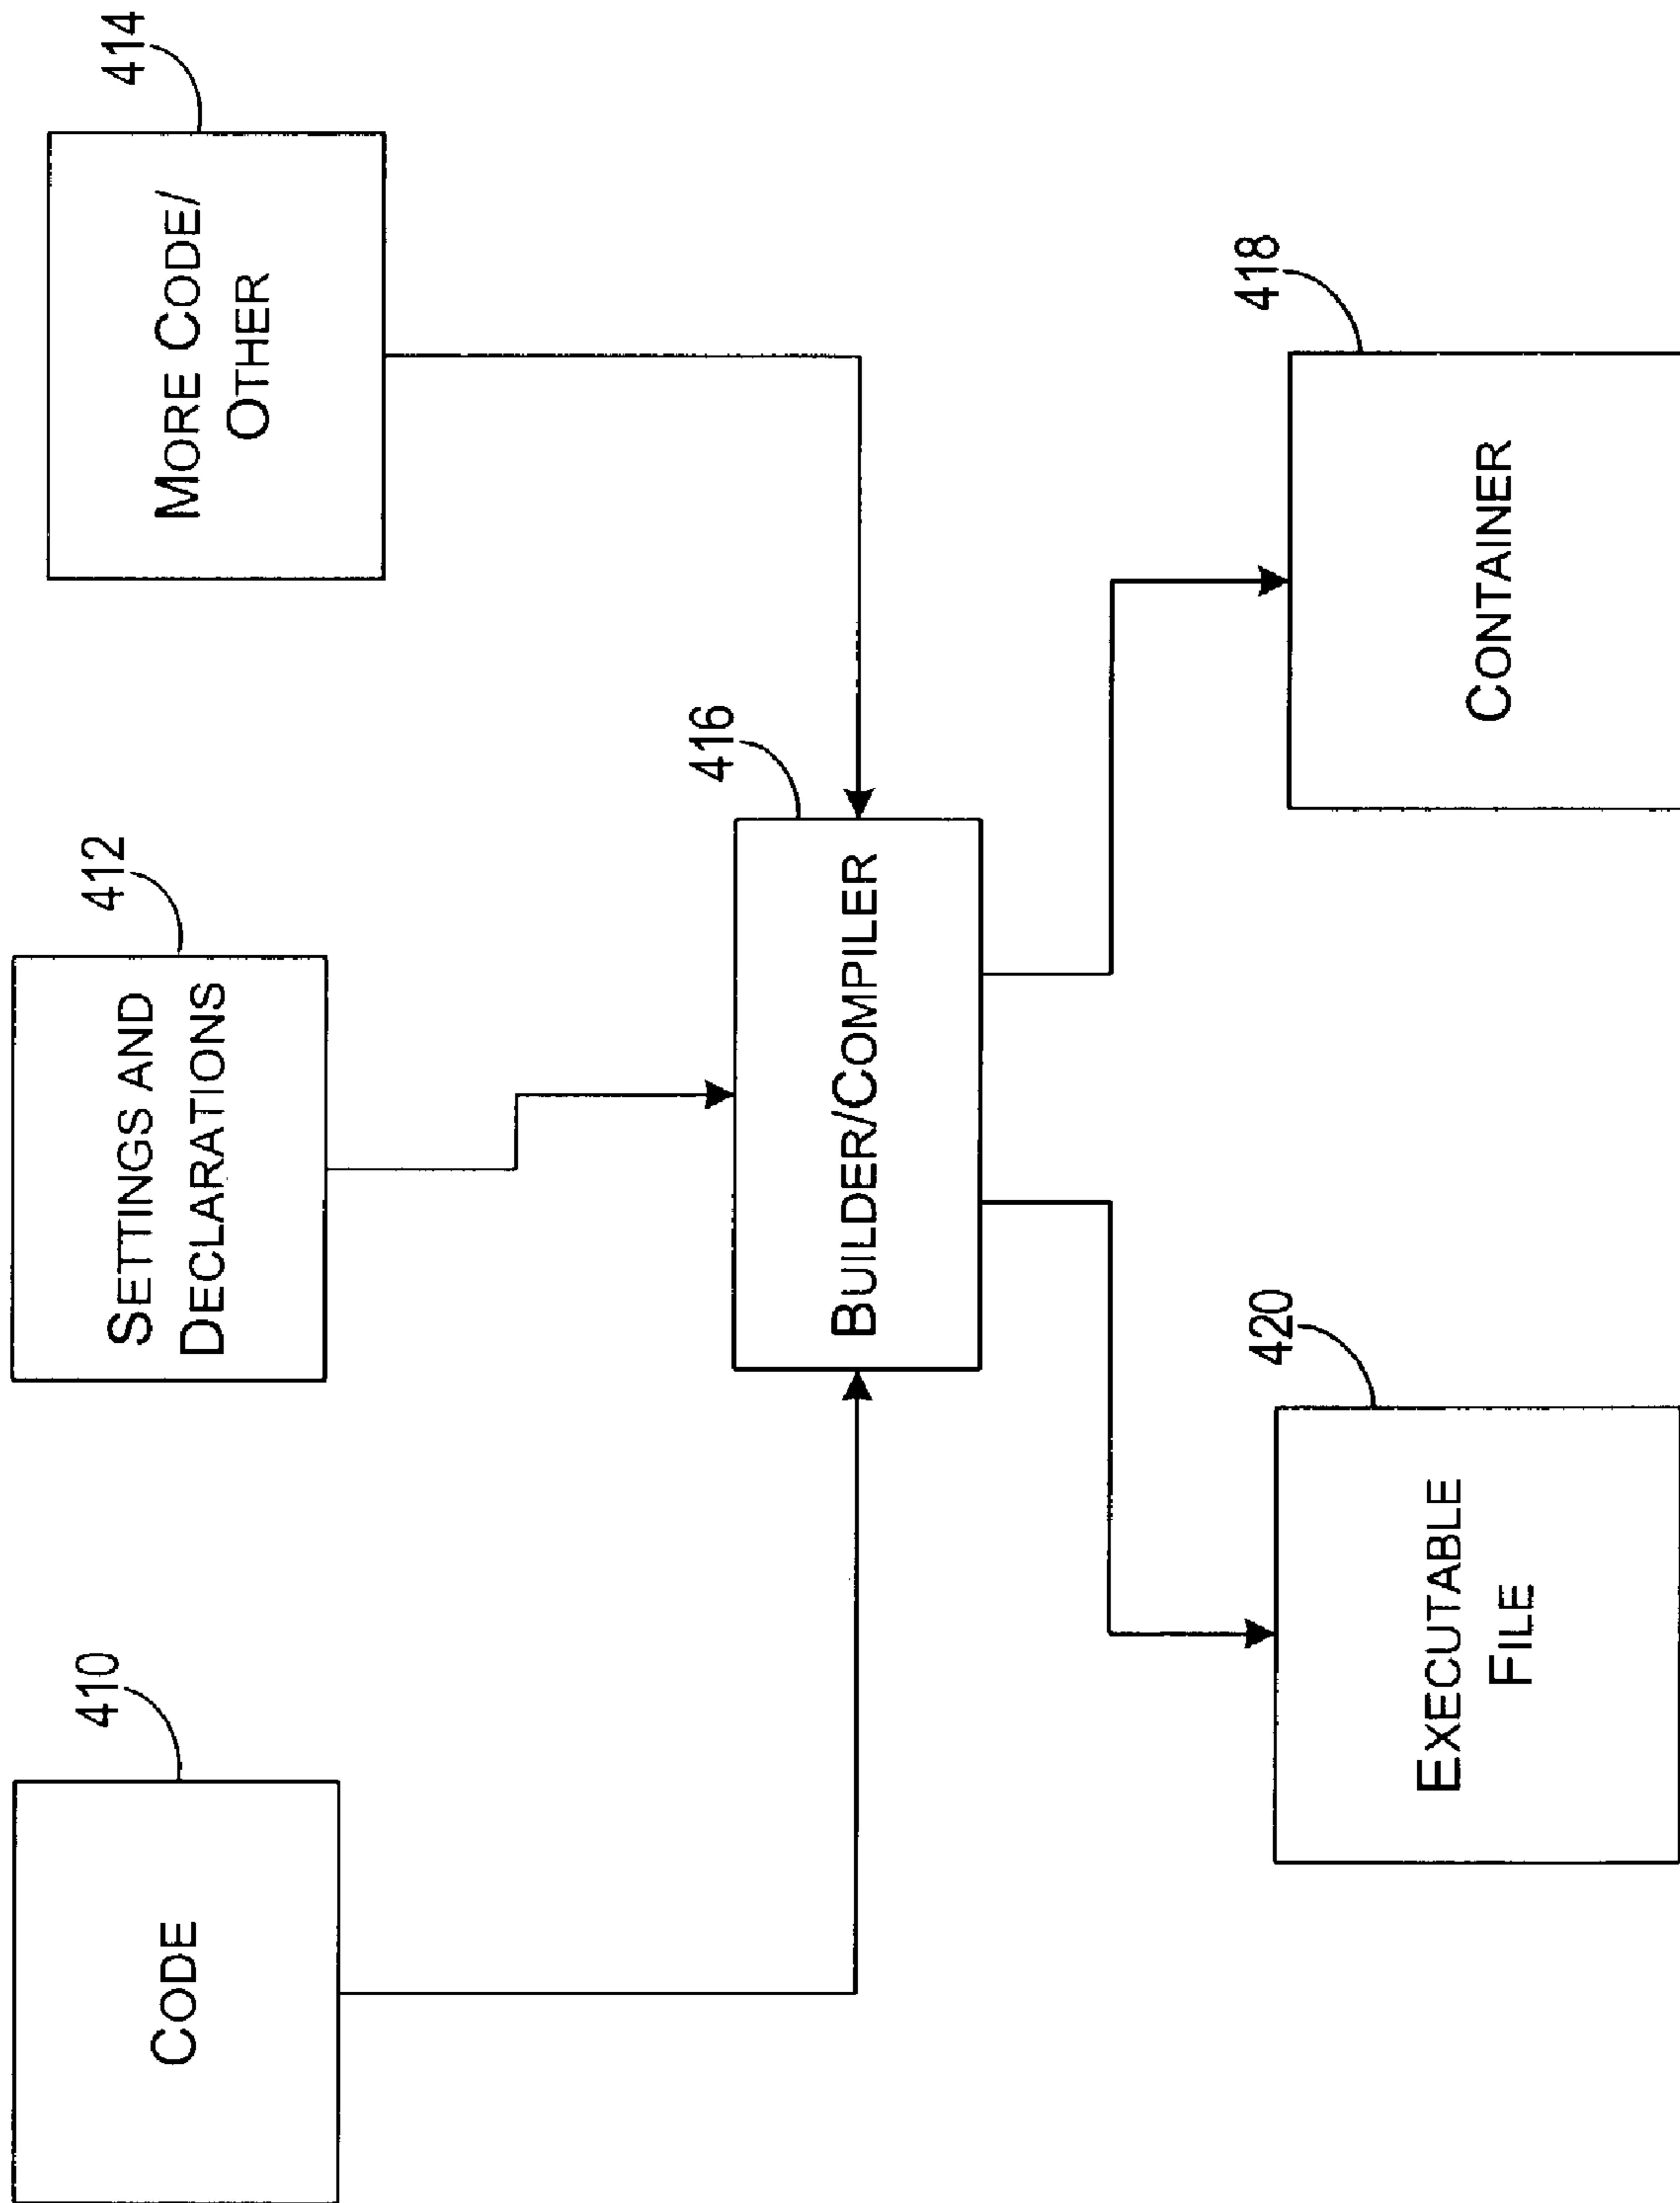 410
CODE
412
SETTINGS AND
DECLARATIONS
414
MORE CODE/
OTHER
416
BUILDER/COMPILER
420
EXECUTABLE
FILE
418
CONTAINER